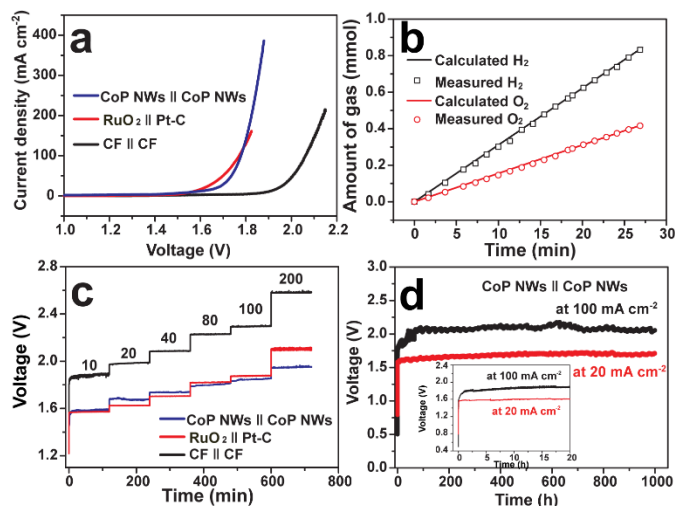 a
Current density (mA cm-2)
400
300
200
100
0
CoP NWs || CoP NWs
RuO2 || Pt-C
CF || CF
1.0
1.2
1.4
1.6
1.8
2.0
2.2
Voltage (V)
b
Amount of gas (mmol)
1.2
0.8
0.4
0.0
Calculated H2
Measured H2
Calculated O2
Measured O2
0
5
10
15
20
25
30
Time (min)
c
Voltage (V)
2.8
2.4
2.0
1.6
1.2
10
20
40
80
100
200
CoP NWs || CoP NWs
RuO2 || Pt-C
CF || CF
0
200
400
600
800
Time (min)
d
Voltage (V)
3.0
2.5
2.0
1.5
1.0
0.5
0.0
CoP NWs || CoP NWs
at 100 mA cm-2
at 20 mA cm-2
Voltage (V)
2.4
2.0
1.6
1.2
0.8
0.4
at 100 mA cm-2
at 20 mA cm-2
0
5
10
15
20
Time (h)
0
200
400
600
800
1000
Time (h)